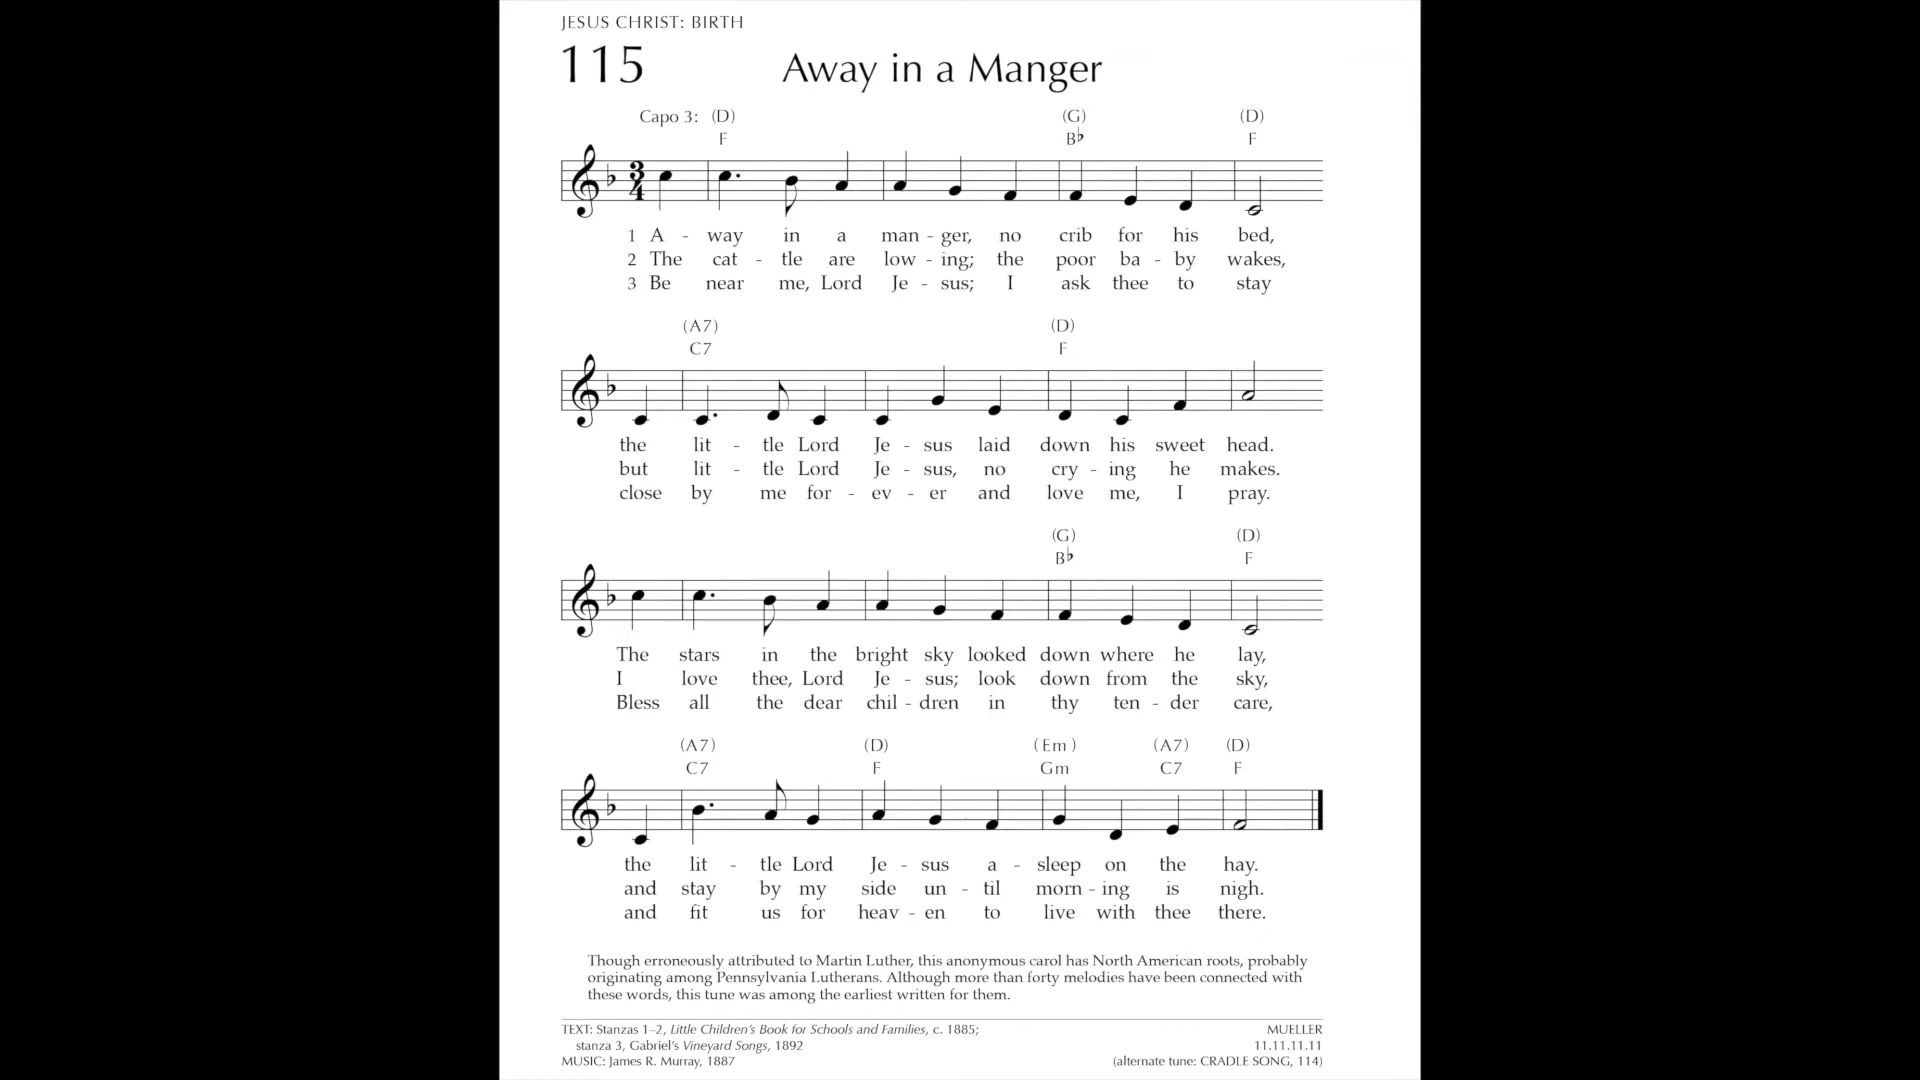 JESUS CHRIST: BIRTH
115 Away in a Manger
Capo 3: (D) (G) (D)
F B♭ F
3
4
1 A - way in a man - ger, no crib for his bed,
2 The cat - tle are low - ing; the poor ba - by wakes,
3 Be near me, Lord Je - sus; I ask thee to stay
(A7) (D)
C7 F
the lit - tle Lord Je - sus laid down his sweet head.
but lit - tle Lord Je - sus, no cry - ing he makes.
close by me for - ev - er and love me, I pray.
(G) (D)
B♭ F
The stars in the bright sky looked down where he lay,
I love thee, Lord Je - sus; look down from the sky,
Bless all the dear chil - dren in thy ten - der care,
(A7) (D) (Em) (A7) (D)
C7 F Gm C7 F
the lit - tle Lord Je - sus a - sleep on the hay.
and stay by my side un - til morn - ing is nigh.
and fit us for heav - en to live with thee there.
Though erroneously attributed to Martin Luther, this anonymous carol has North American roots, probably
originating among Pennsylvania Lutherans. Although more than forty melodies have been connected with
these words, this tune was among the earliest written for them.
TEXT: Stanzas 1–2, Little Children's Book for Schools and Families, c. 1885;
stanza 3, Gabriel's Vineyard Songs, 1892
MUSIC: James R. Murray, 1887
MUELLER
11.11.11.11
(alternate tune: CRADLE SONG, 114)